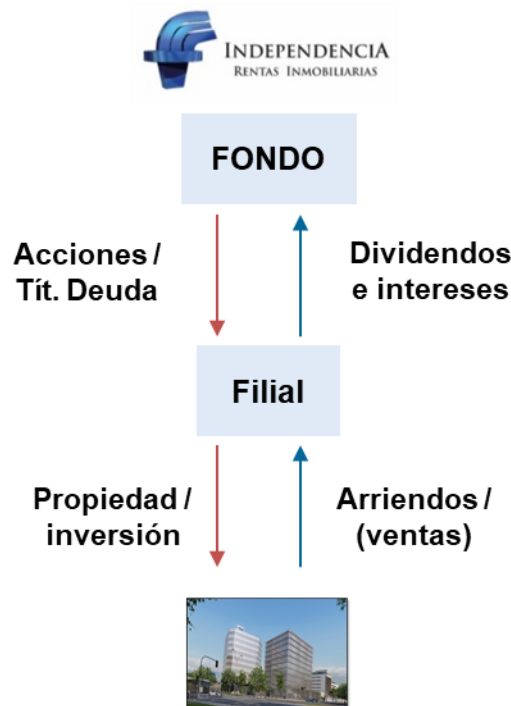 INDEPENDENCIA
RENTAS INMOBILIARIAS
FONDO
Acciones /
Tít. Deuda
Dividendos
e intereses
Filial
Propiedad /
inversión
Arriendos /
(ventas)